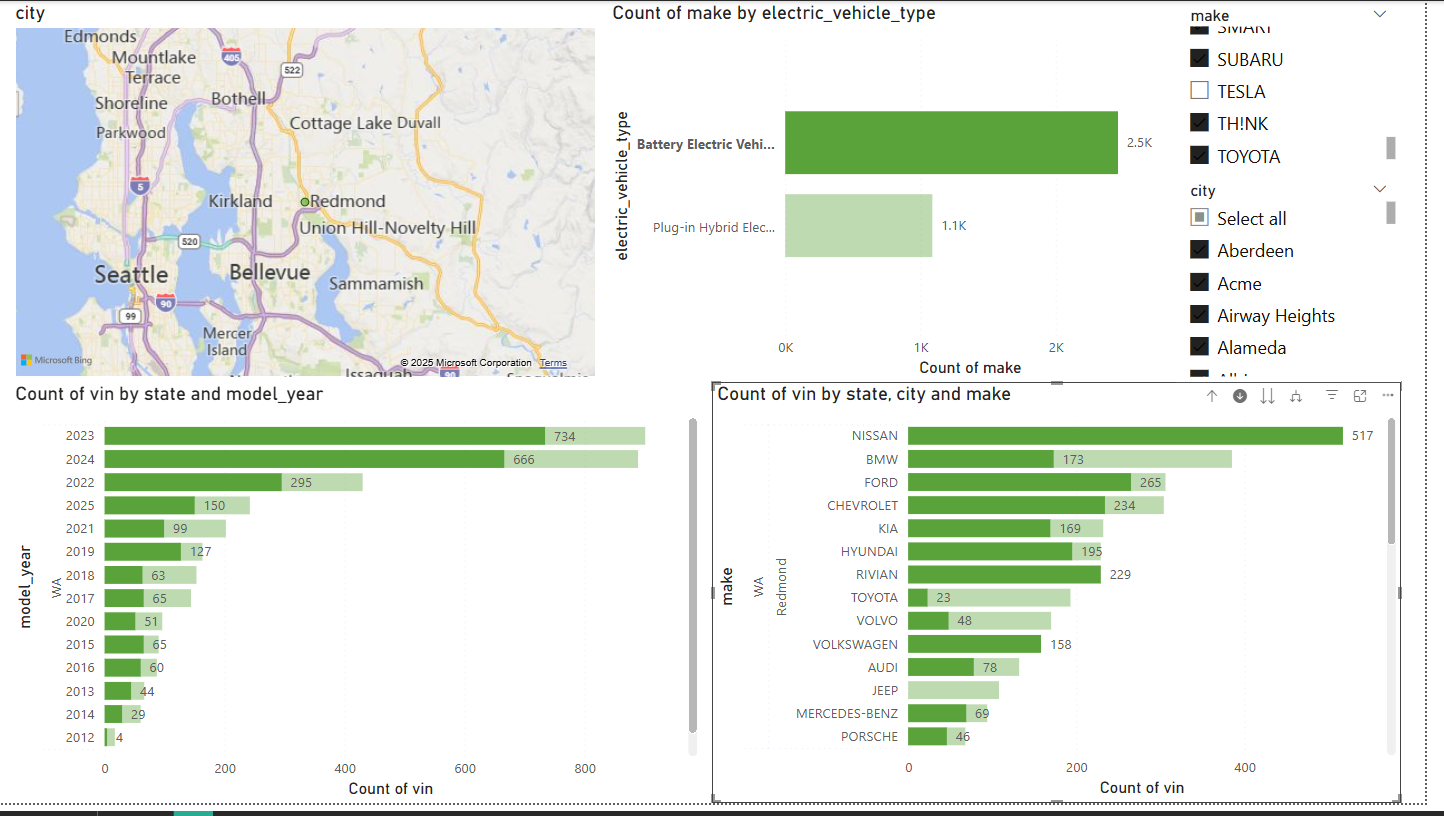 city
Edmonds
Mountlake
Terrace
405
522
Shoreline
Bothell
Parkwood
Cottage Lake
Duvall
5
Kirkland
Redmond
Union Hill-Novelty Hill
520
Seattle
Bellevue
Sammamish
90
99
Mercer
Island
Microsoft Bing
© 2025 Microsoft Corporation
Terms
Issaquah
90
Count of make by electric_vehicle_type
electric_vehicle_type
Battery Electric Vehi...
2.5K
Plug-in Hybrid Elec...
1.1K
0K
1K
2K
Count of make
make
SMART
SUBARU
TESLA
TH!NK
TOYOTA
city
Select all
Aberdeen
Acme
Airway Heights
Alameda
Count of vin by state and model_year
model_year
WA
2023 734
2024 666
2022 295
2025 150
2021 99
2019 127
2018 63
2017 65
2020 51
2015 65
2016 60
2013 44
2014 29
2012 4
0 200 400 600 800
Count of vin
Count of vin by state, city and make
make
WA
Redmond
NISSAN 517
BMW 173
FORD 265
CHEVROLET 234
KIA 169
HYUNDAI 195
RIVIAN 229
TOYOTA 23
VOLVO 48
VOLKSWAGEN 158
AUDI 78
JEEP
MERCEDES-BENZ 69
PORSCHE 46
0 200 400
Count of vin